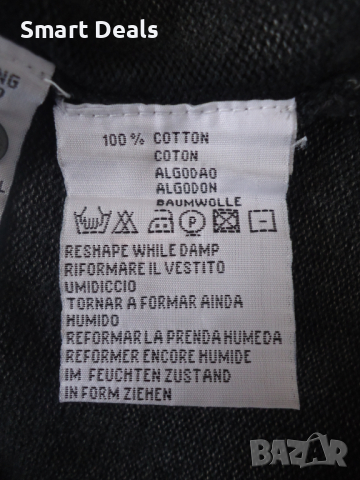 Smart Deals
NG
100 % COTTON
COTON
ALGODAO
ALGODON
BAUMWOLLE
P
RESHAPE WHILE DAMP
RIFORMARE IL VESTITO
UMIDICCIO
TORNAR A FORMAR AINDA
HUMIDO
REFORMAR LA PRENDA HUMEDA
REFORMER ENCORE HUMIDE
IM FEUCHTEN ZUSTAND
IN FORM ZIEHEN
BAZAR